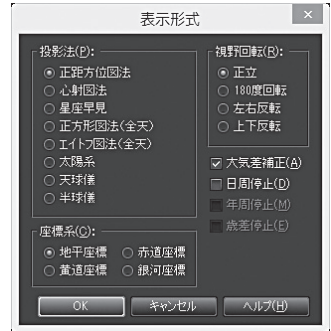 表示形式
×
投影法(P):
正距方位図法
心射図法
星座早見
正方形図法(全天)
エイトフ図法(全天)
太陽系
天球儀
半球儀
視野回転(R):
正立
180度回転
左右反転
上下反転
大気差補正(A)
日周停止(D)
年周停止(M)
歳差停止(E)
座標系(C):
地平座標 赤道座標
黄道座標 銀河座標
OK キャンセル ヘルプ(H)